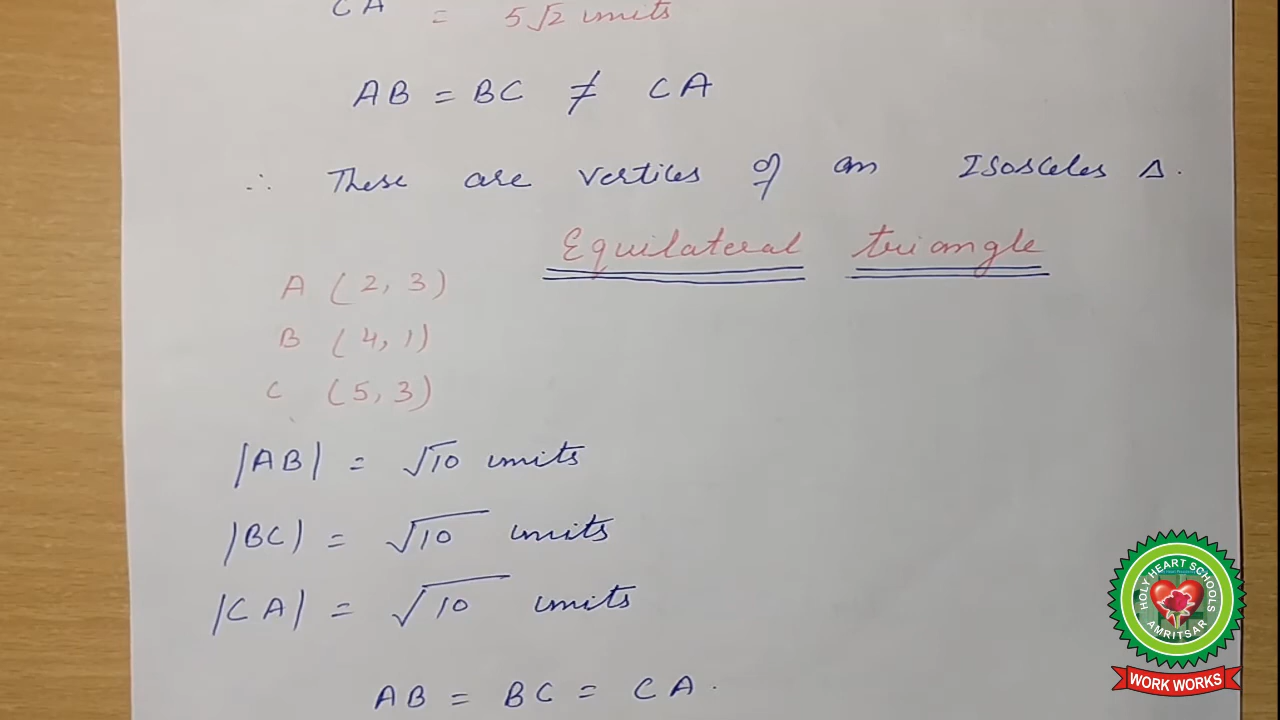 CA = 5√2 units
AB = BC ≠ CA
∴ These are vertices of an Isosceles Δ.
Equilateral triangle
A (2, 3)
B (4, 1)
C (5, 3)
|AB| = √10 units
|BC| = √10 units
|CA| = √10 units
AB = BC = CA.
HOLY HEART SCHOOLS
AMRITSAR
WORK WORKS